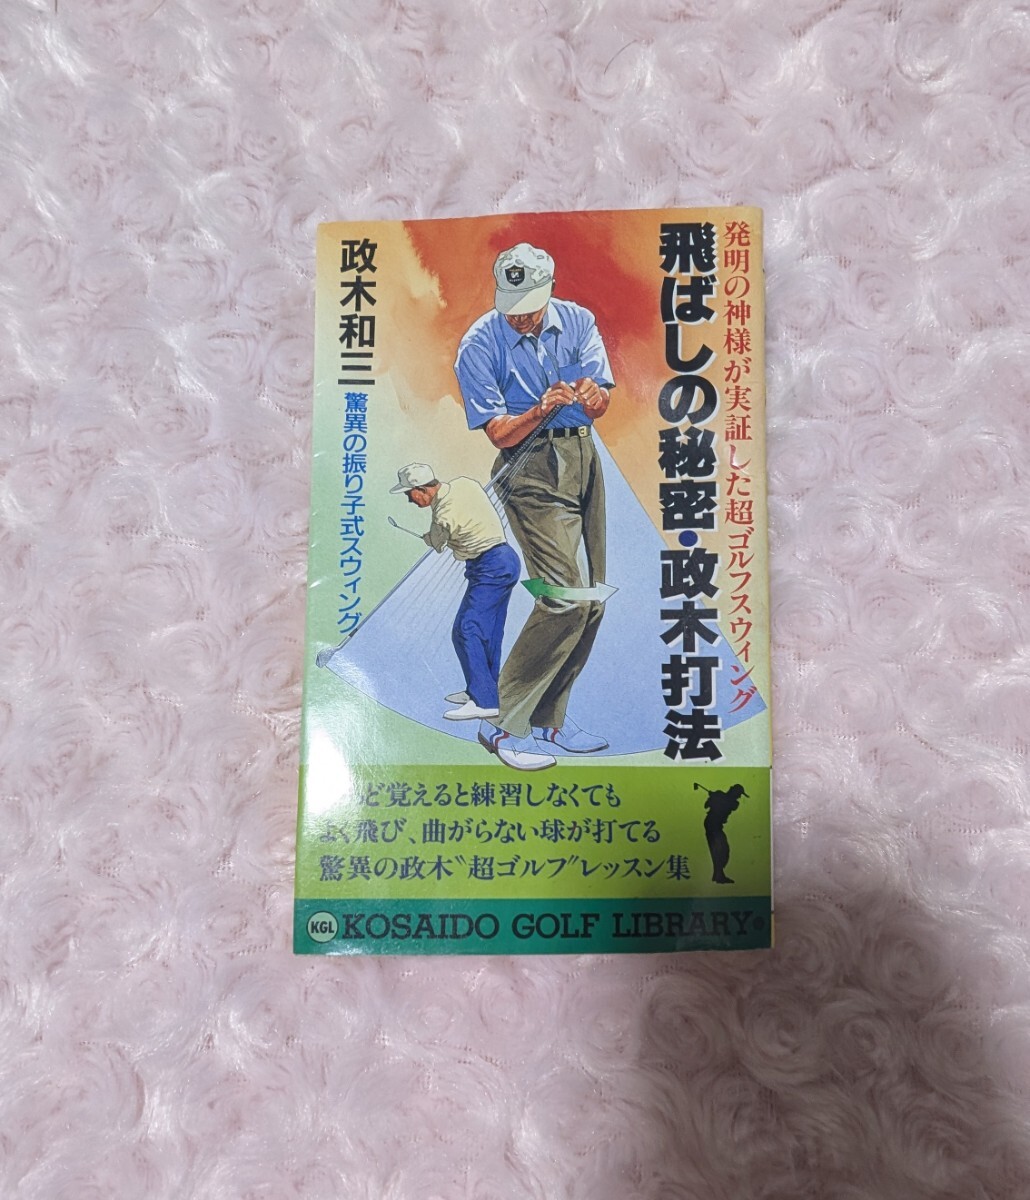 発明の神様が実証した超ゴルフスウィング
飛ばしの秘密・政木打法
政木和三
驚異の振り子式スウィング
ど覚えると練習しなくても
よく飛び、曲がらない球が打てる
驚異の政木〝超ゴルフ〟レッスン集
KGL KOSAIDO GOLF LIBRARY